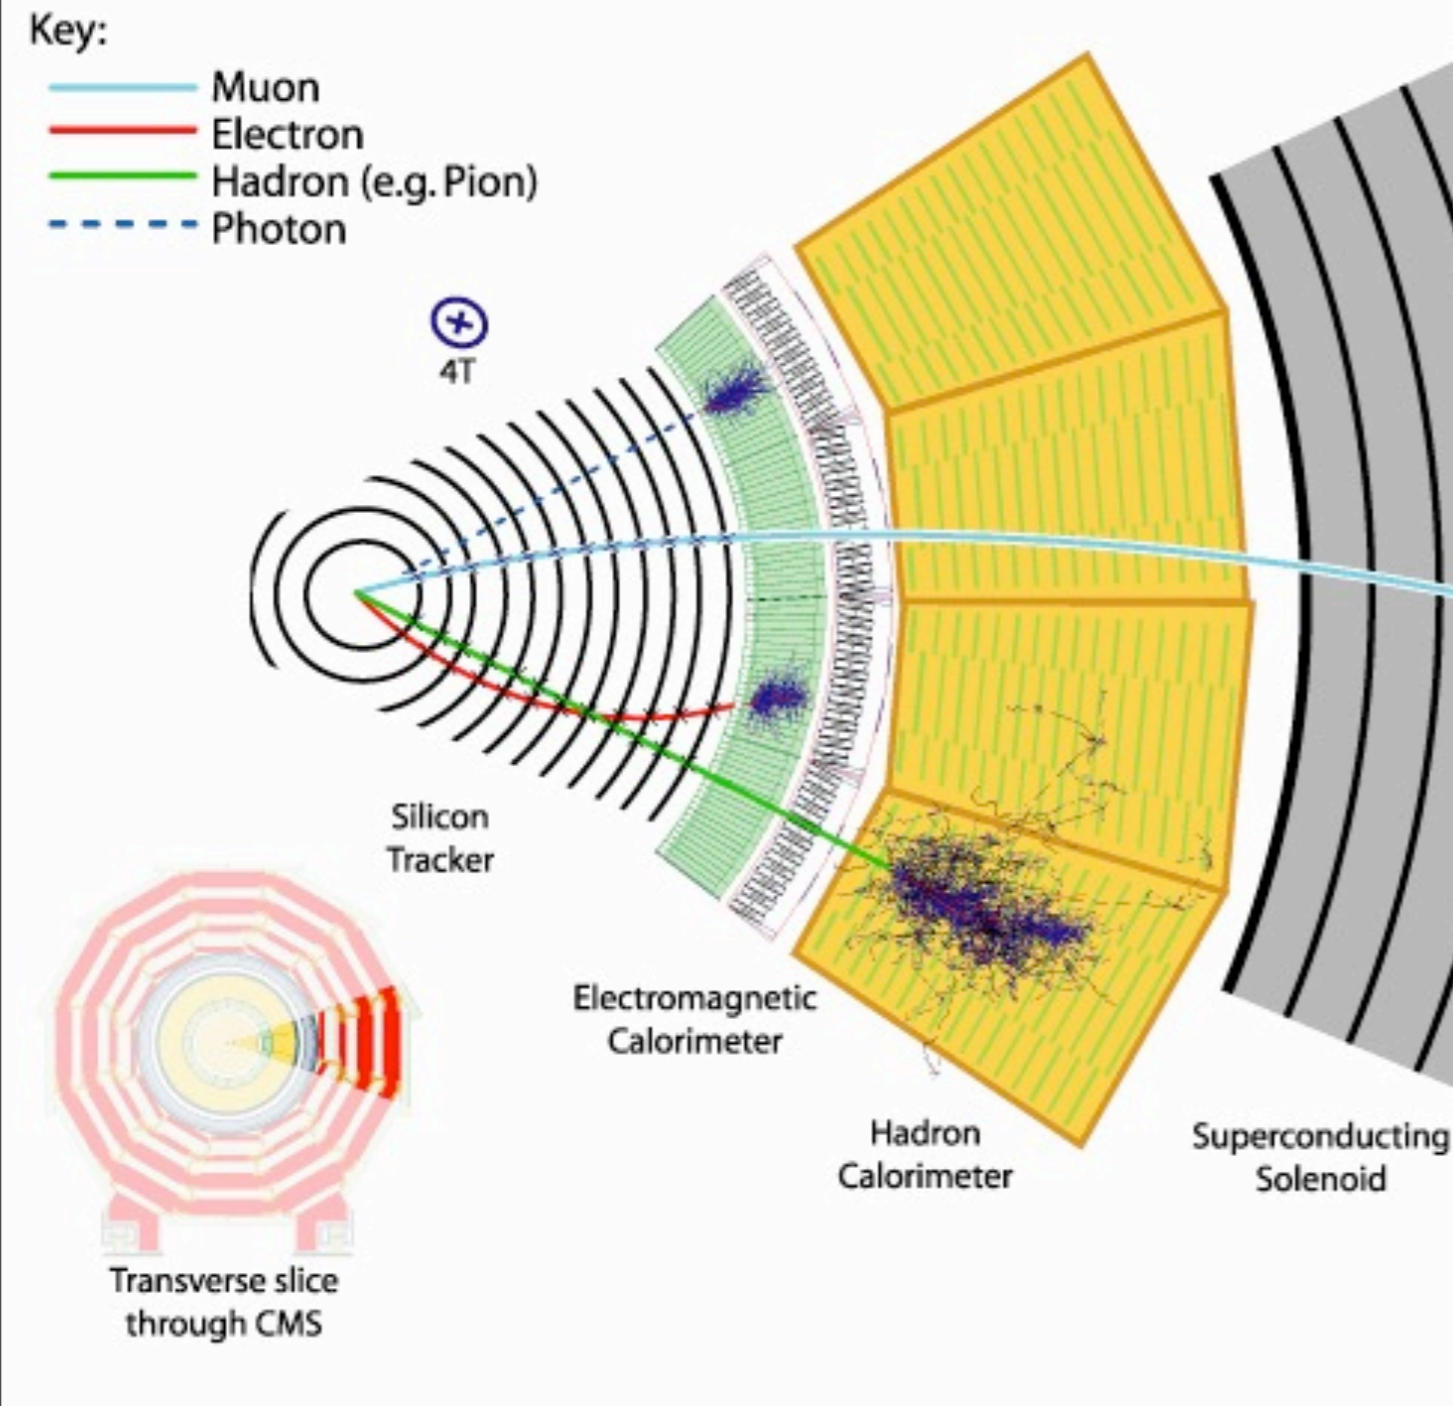 Key:
Muon
Electron
Hadron (e.g. Pion)
Photon
4T
Silicon
Tracker
Electromagnetic
Calorimeter
Hadron
Calorimeter
Superconducting
Solenoid
Transverse slice
through CMS